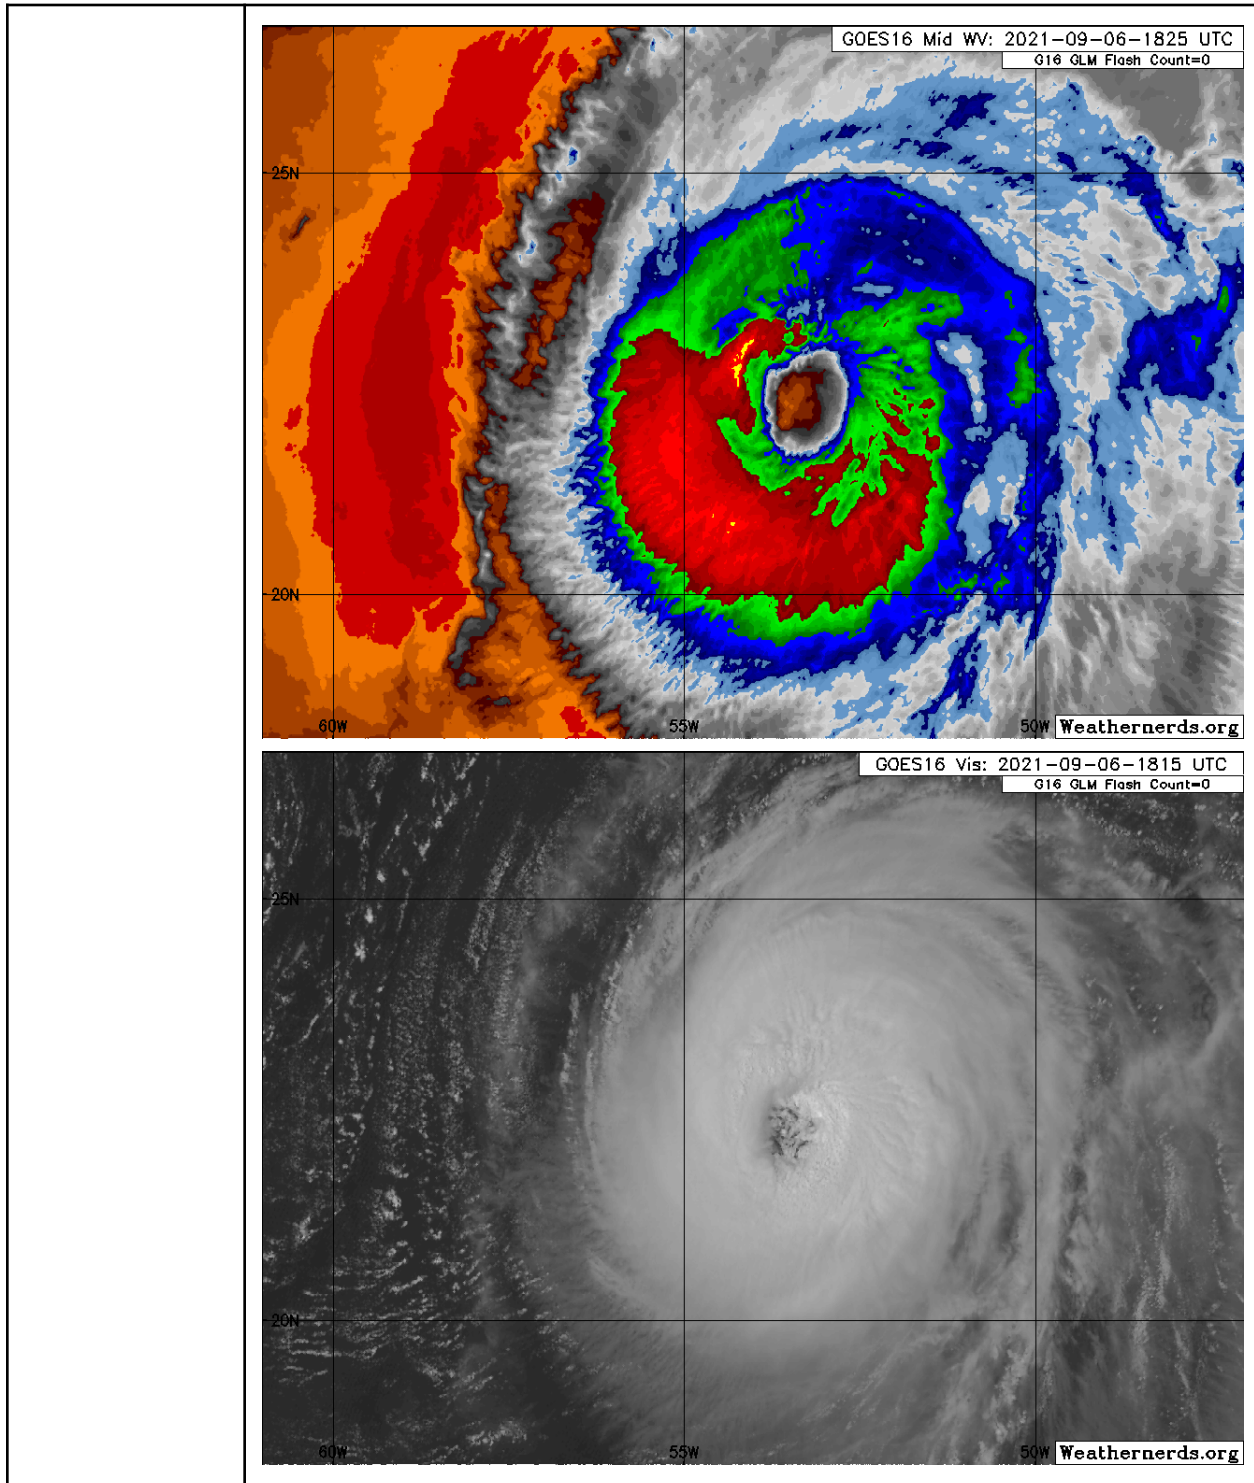 GOES16 Mid WV: 2021-09-06-1825 UTC
G16 GLM Flash Count=0
25N
20N
60W 55W 50W
Weathernerds.org
GOES16 Vis: 2021-09-06-1815 UTC
G16 GLM Flash Count=0
25N
20N
60W 55W 50W
Weathernerds.org